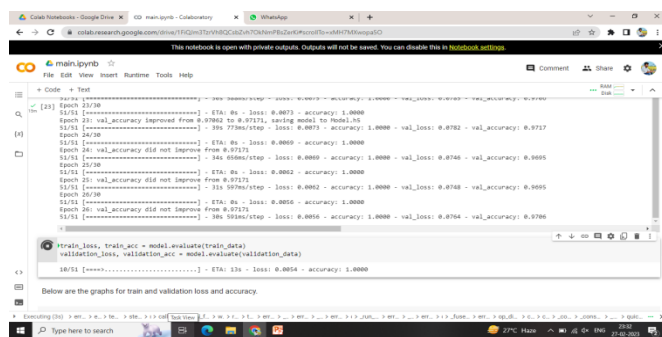 Colab Notebooks - Google Drive
main.ipynb - Colaboratory
WhatsApp
colab.research.google.com/drive/
This notebook is open with private outputs. Outputs will not be saved. You can disable this in Notebook settings.
main.ipynb
File Edit View Insert Runtime Tools Help
Comment Share
+ Code + Text
RAM
Disk
[23] Epoch 23/30
51/51 [==============================] - ETA: 0s - loss: 0.0073 - accuracy: 1.0000
Epoch 23: val_accuracy improved from 0.97062 to 0.97171, saving model to Model.h5
51/51 [==============================] - 39s 773ms/step - loss: 0.0073 - accuracy: 1.0000 - val_loss: 0.0782 - val_accuracy: 0.9717
Epoch 24/30
51/51 [==============================] - ETA: 0s - loss: 0.0069 - accuracy: 1.0000
Epoch 24: val_accuracy did not improve from 0.97171
51/51 [==============================] - 34s 658ms/step - loss: 0.0069 - accuracy: 1.0000 - val_loss: 0.0746 - val_accuracy: 0.9695
Epoch 25/30
51/51 [==============================] - ETA: 0s - loss: 0.0062 - accuracy: 1.0000
Epoch 25: val_accuracy did not improve from 0.97171
51/51 [==============================] - 31s 597ms/step - loss: 0.0062 - accuracy: 1.0000 - val_loss: 0.0748 - val_accuracy: 0.9695
Epoch 26/30
51/51 [==============================] - ETA: 0s - loss: 0.0056 - accuracy: 1.0000
Epoch 26: val_accuracy did not improve from 0.97171
51/51 [==============================] - 30s 591ms/step - loss: 0.0056 - accuracy: 1.0000 - val_loss: 0.0764 - val_accuracy: 0.9706
train_loss, train_acc = model.evaluate(train_data)
validation_loss, validation_acc = model.evaluate(validation_data)
10/51 [====>.........................] - ETA: 13s - loss: 0.0054 - accuracy: 1.0000
Below are the graphs for train and validation loss and accuracy.
Executing (3s)
Task View
Type here to search
27°C Haze
ENG
23:32
27-02-2023